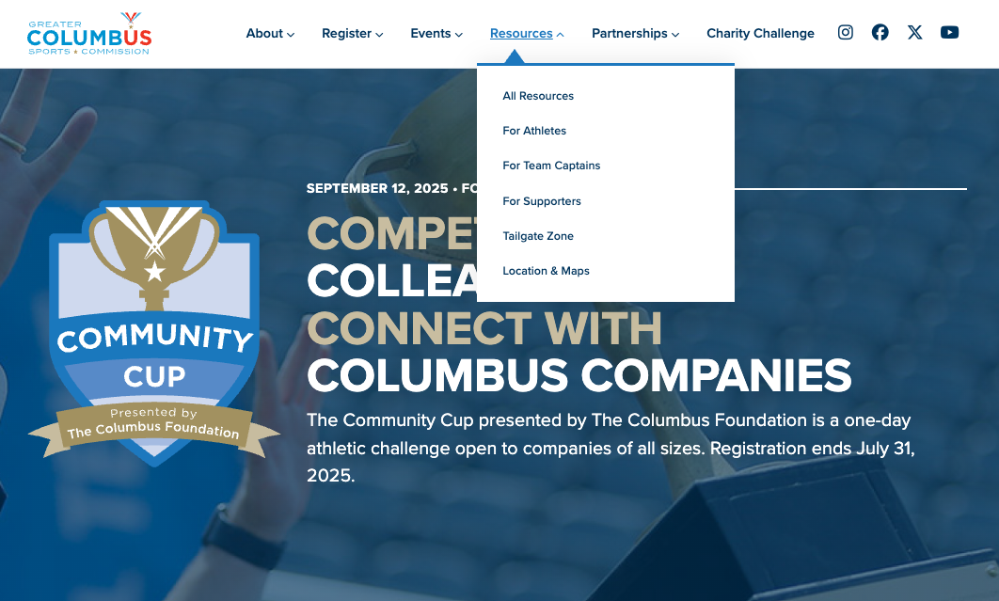 GREATER
COLUMBUS
SPORTS ★ COMMISSION
About
Register
Events
Resources
Partnerships
Charity Challenge
All Resources
For Athletes
For Team Captains
For Supporters
Tailgate Zone
Location & Maps
SEPTEMBER 12, 2025 • FO
COMPET
COLLEA
CONNECT WITH
COLUMBUS COMPANIES
The Community Cup presented by The Columbus Foundation is a one-day
athletic challenge open to companies of all sizes. Registration ends July 31,
2025.
COMMUNITY
CUP
Presented by
The Columbus Foundation